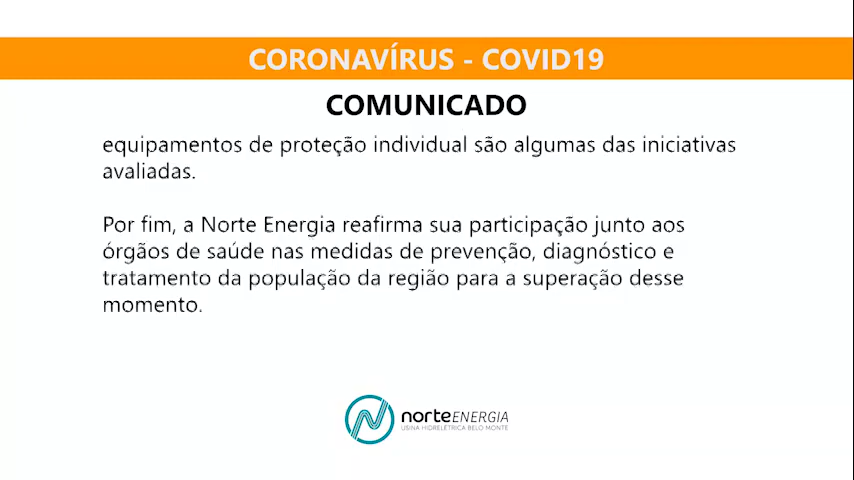 CORONAVÍRUS - COVID19
COMUNICADO
equipamentos de proteção individual são algumas das iniciativas
avaliadas.
Por fim, a Norte Energia reafirma sua participação junto aos
órgãos de saúde nas medidas de prevenção, diagnóstico e
tratamento da população da região para a superação desse
momento.
norteENERGIA
USINA HIDRELÉTRICA BELO MONTE